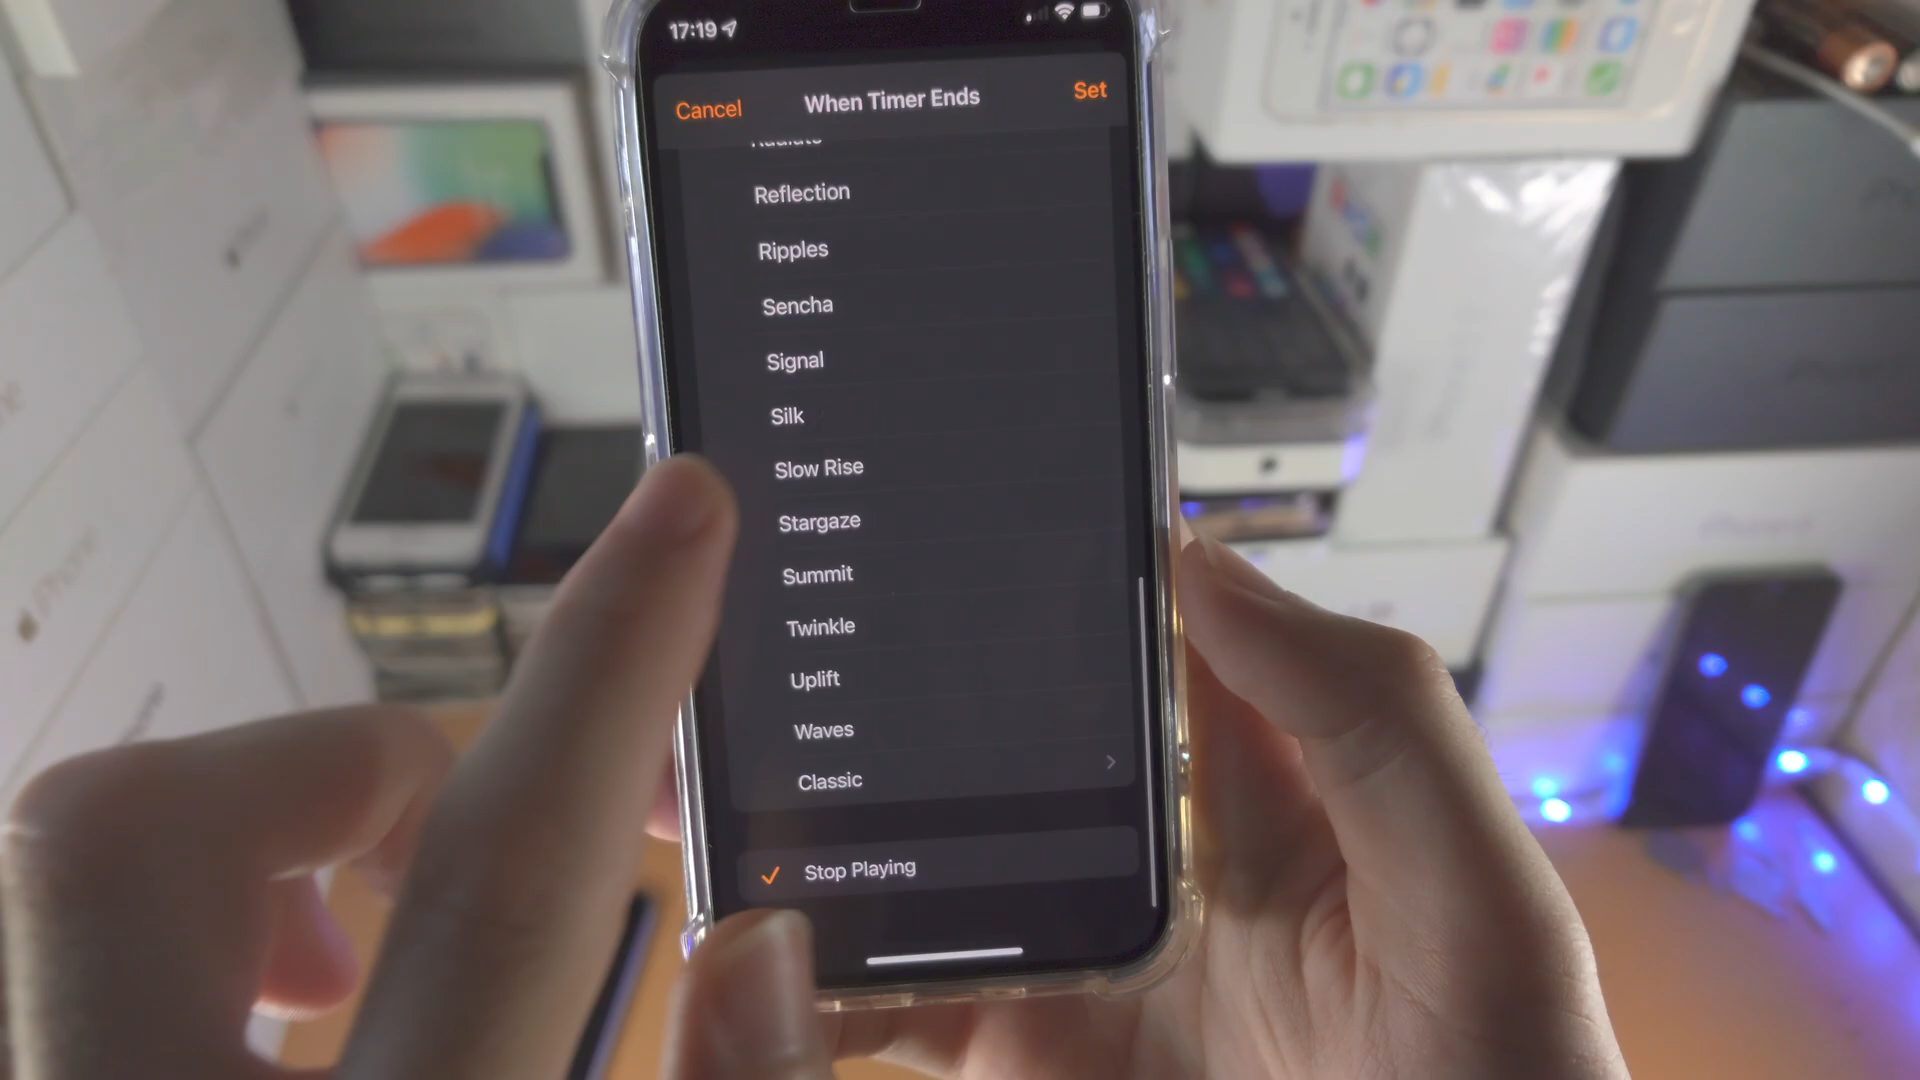 17:19
Cancel When Timer Ends Set
Reflection
Ripples
Sencha
Signal
Silk
Slow Rise
Stargaze
Summit
Twinkle
Uplift
Waves
Classic
Stop Playing
iPhone